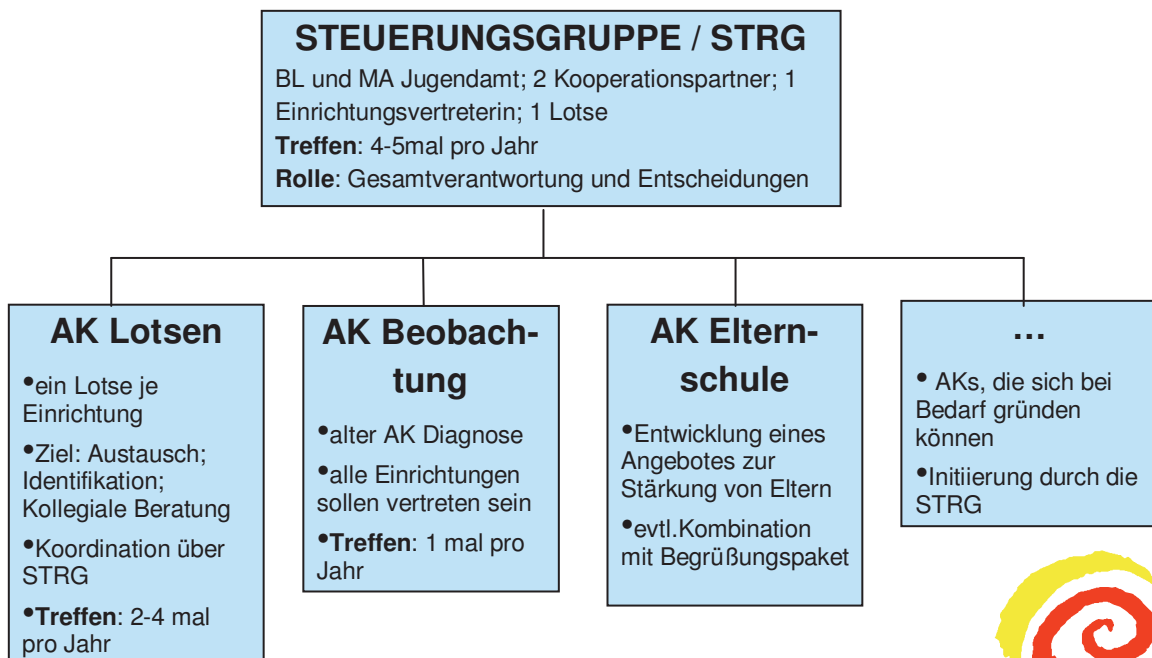 STEUERUNGSGRUPPE / STRG
BL und MA Jugendamt; 2 Kooperationspartner; 1
Einrichtungsvertreterin; 1 Lotse
Treffen: 4-5mal pro Jahr
Rolle: Gesamtverantwortung und Entscheidungen
AK Lotsen
•ein Lotse je
Einrichtung
•Ziel: Austausch;
Identifikation;
Kollegiale Beratung
•Koordination über
STRG
•Treffen: 2-4 mal
pro Jahr
AK Beobach-
tung
•alter AK Diagnose
•alle Einrichtungen
sollen vertreten sein
•Treffen: 1 mal pro
Jahr
AK Eltern-
schule
•Entwicklung eines
Angebotes zur
Stärkung von Eltern
•evtl.Kombination
mit Begrüßungspaket
...
• AKs, die sich bei
Bedarf gründen
können
•Initiierung durch die
STRG